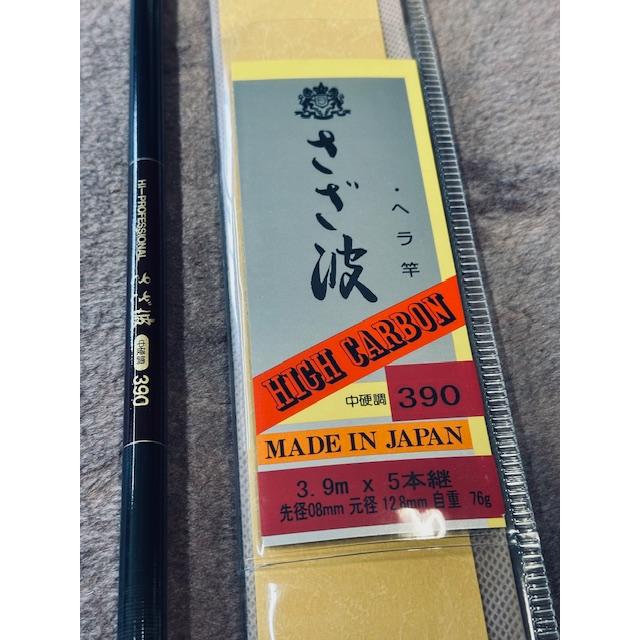 HI-PROFESSIONAL さざ波 中硬調 390
さざ波
・ヘラ竿
HIGH CARBON
中硬調 390
MADE IN JAPAN
3.9m x 5本継
先径08mm 元径 12.8mm 自重 76g